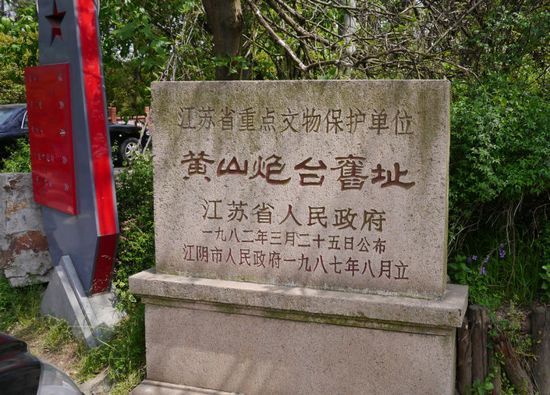 江苏省重点文物保护单位
黄山炮台舊址
江苏省人民政府
一九八二年三月二十五日公布
江阴市人民政府一九八七年八月立